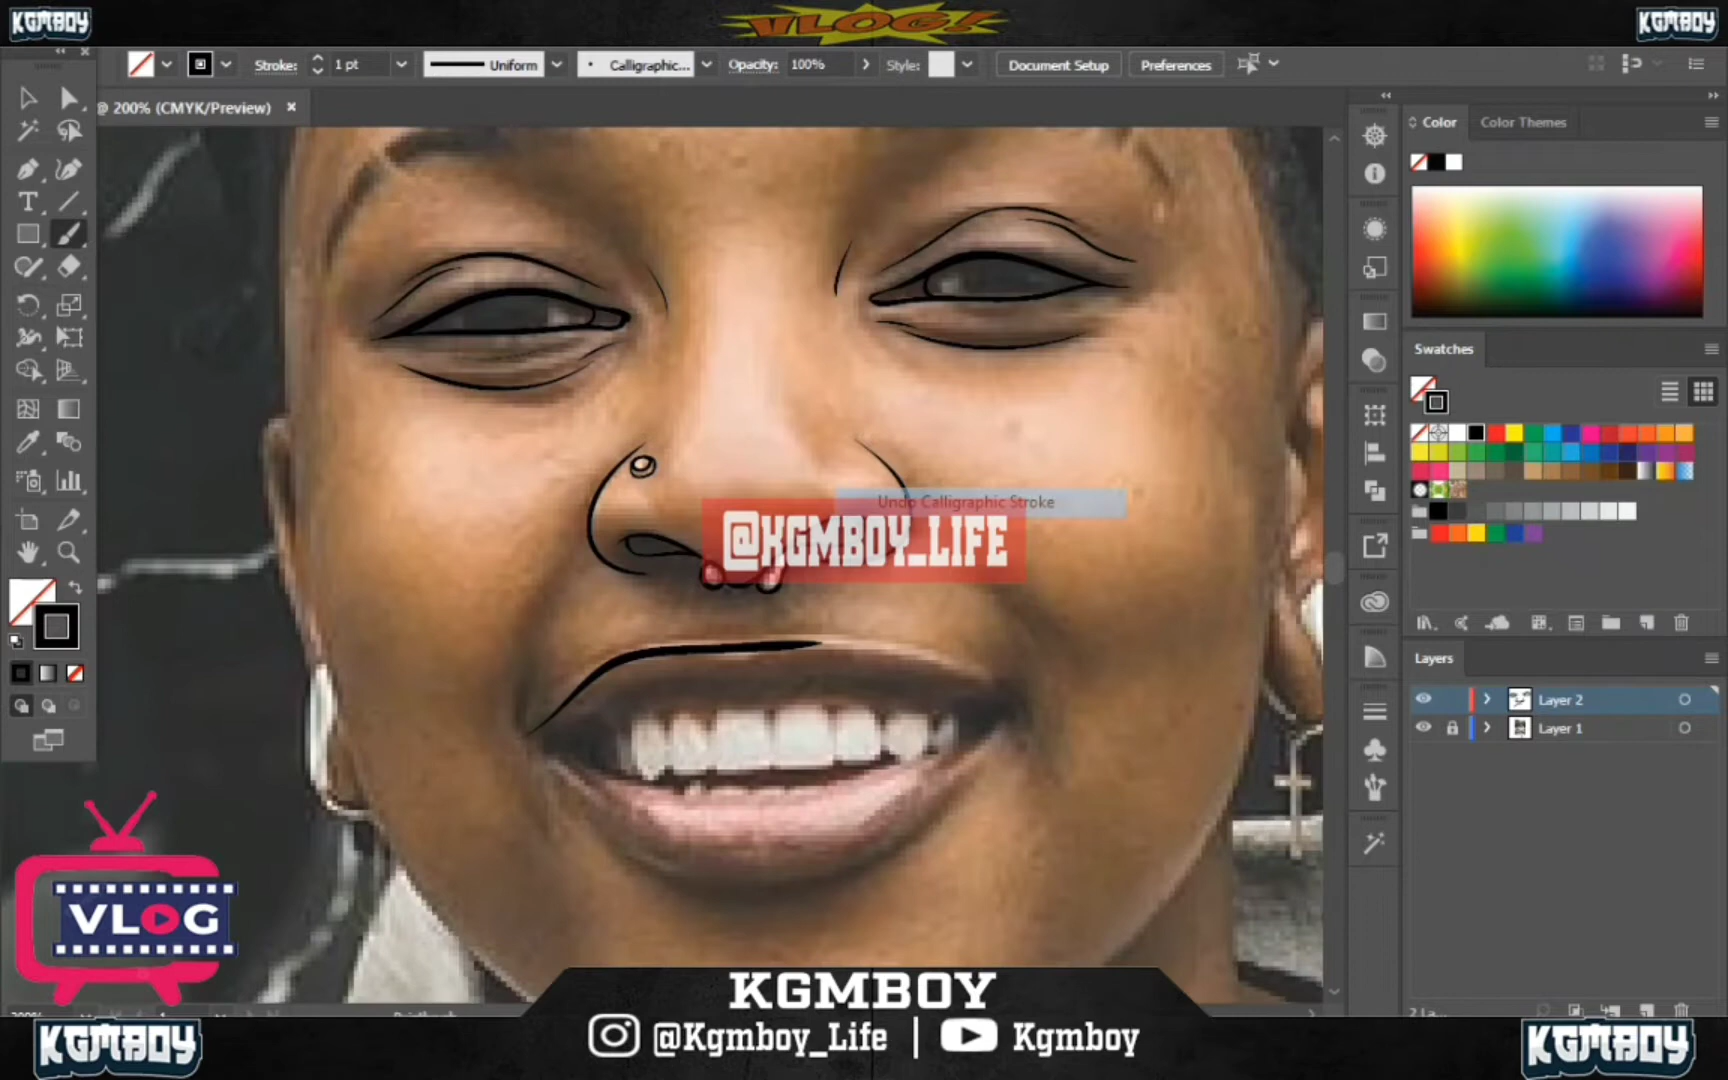 KGMBOY
VLOG!
KGMBOY
Stroke: 1 pt Uniform Calligraphic... Opacity: 100% Style: Document Setup Preferences
@ 200% (CMYK/Preview) ×
Color Color Themes
Swatches
Undo Calligraphic Stroke
@KGMBOY_LIFE
Layers
Layer 2
Layer 1
VLOG
KGMBOY
@Kgmboy_Life | Kgmboy
KGMBOY
KGMBOY